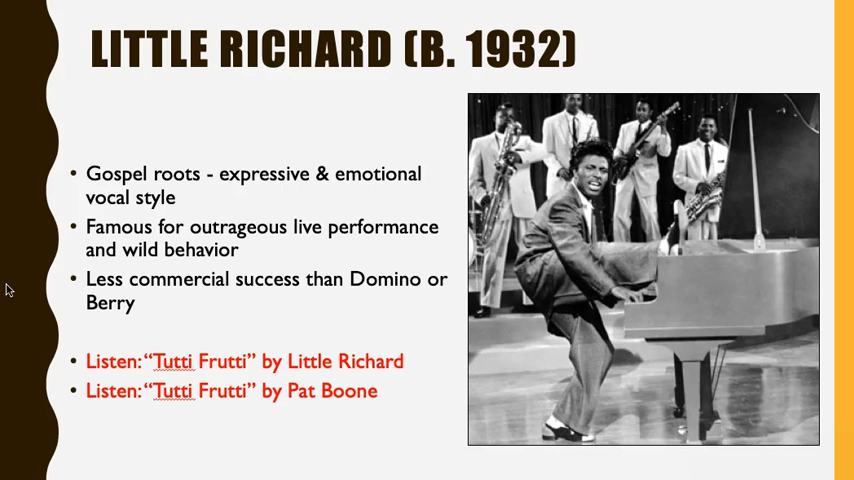 LITTLE RICHARD (B. 1932)
• Gospel roots - expressive & emotional
vocal style
• Famous for outrageous live performance
and wild behavior
• Less commercial success than Domino or
Berry
• Listen: “Tutti Frutti” by Little Richard
• Listen: “Tutti Frutti” by Pat Boone